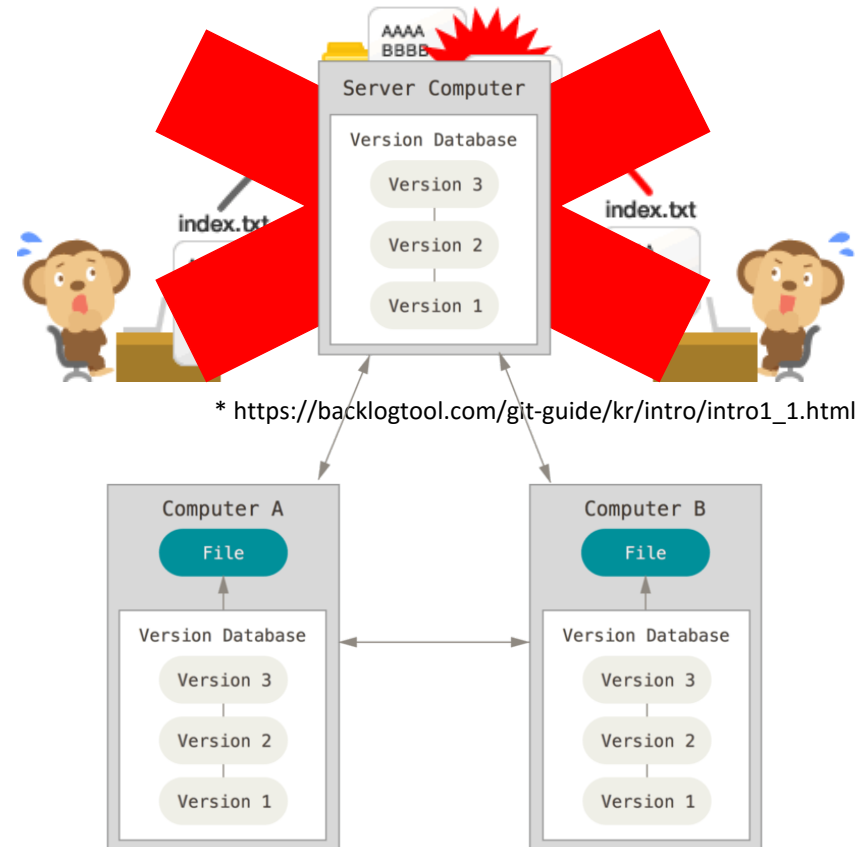 AAAA
BBBB
Server Computer
Version Database
Version 3
Version 2
Version 1
index.txt
index.txt
* https://backlogtool.com/git-guide/kr/intro/intro1_1.html
Computer A
File
Version Database
Version 3
Version 2
Version 1
Computer B
File
Version Database
Version 3
Version 2
Version 1